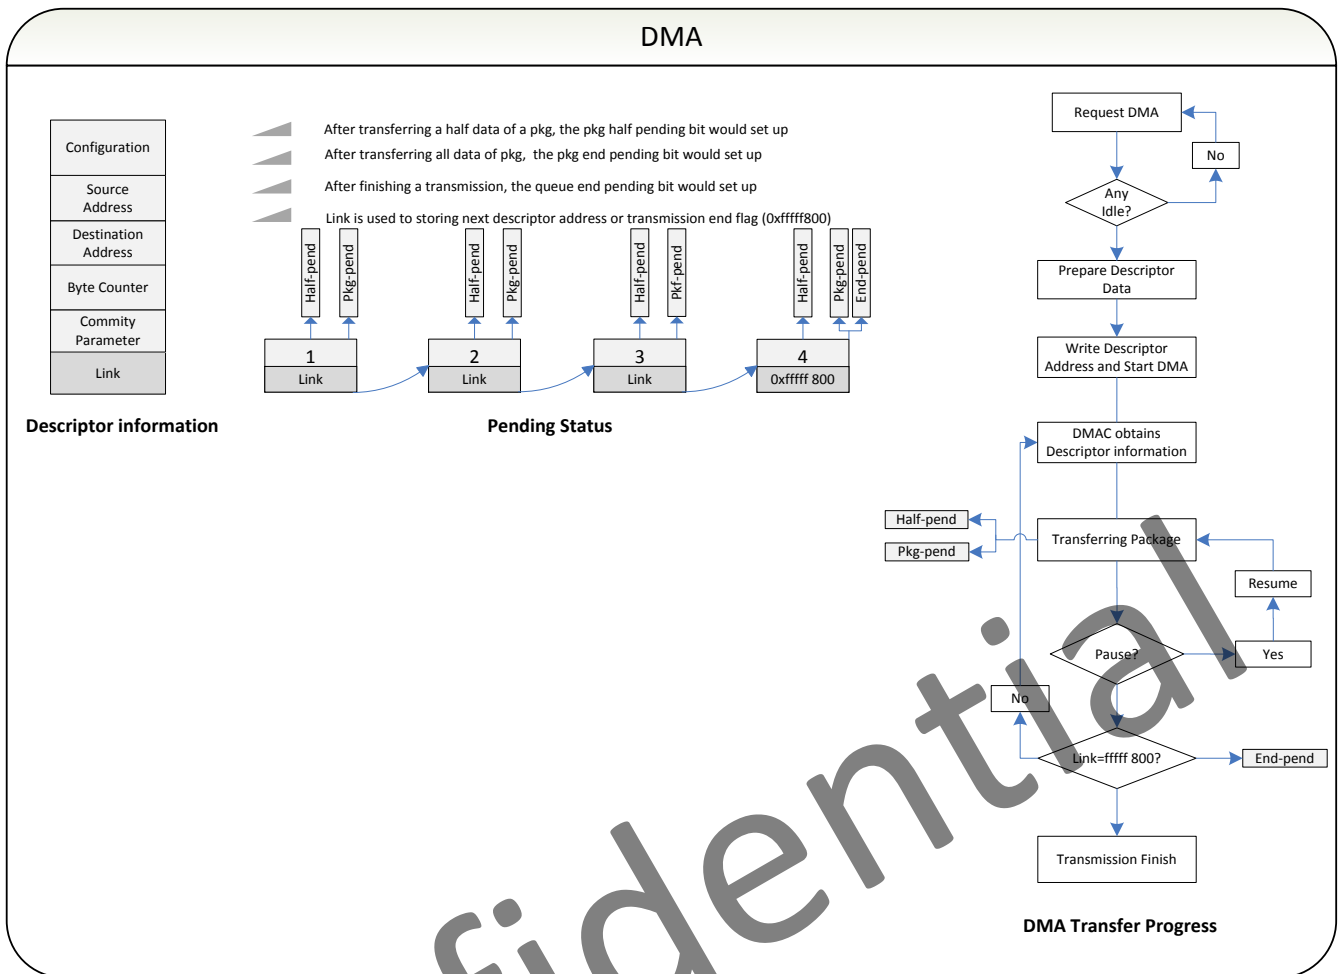 DMA
Configuration
Source
Address
Destination
Address
Byte Counter
Commity
Parameter
Link
Descriptor information
After transferring a half data of a pkg, the pkg half pending bit would set up
After transferring all data of pkg, the pkg end pending bit would set up
After finishing a transmission, the queue end pending bit would set up
Link is used to storing next descriptor address or transmission end flag (0xfffff800)
Half-pend
Pkg-pend
Half-pend
Pkg-pend
Half-pend
Pkf-pend
Half-pend
Pkg-pend
End-pend
1
Link
2
Link
3
Link
4
0xfffff 800
Pending Status
Request DMA
No
Any
Idle?
Prepare Descriptor
Data
Write Descriptor
Address and Start DMA
DMAC obtains
Descriptor information
Half-pend
Pkg-pend
Transferring Package
Resume
Pause?
Yes
No
Link=fffff 800?
End-pend
Transmission Finish
DMA Transfer Progress
fidential